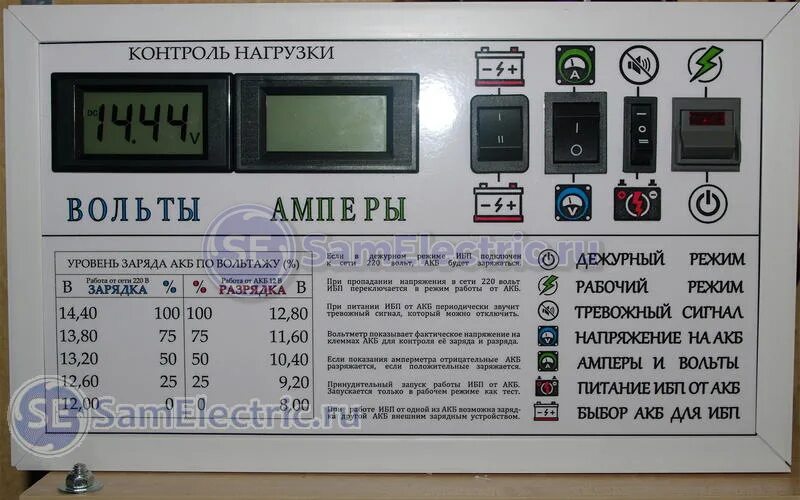 КОНТРОЛЬ НАГРУЗКИ
DC 14.44 V
- +
A
I
II
I
O
I
O
II
- +
V
ВОЛЬТЫ
АМПЕРЫ
SE SamElectric.ru
УРОВЕНЬ ЗАРЯДА АКБ ПО ВОЛЬТАЖУ (%)
В Работа от сети 220 В ЗАРЯДКА % % Работа от АКБ 12 В РАЗРЯДКА В
14,40 100 100 12,80
13,80 75 75 11,60
13,20 50 50 10,40
12,60 25 25 9,20
12,00 0 0 8,00
Если в дежурном режиме ИБП подключен
к сети 220 вольт, АКБ будет заряжаться.
При пропадании напряжения в сети 220 вольт
ИБП переключается в режим работы от АКБ.
При питании ИБП от АКБ периодически звучит
тревожный сигнал, который можно отключить.
Вольтметр показывает фактическое напряжение на
клеммах АКБ для контроля её заряда и разряда.
Если показания амперметра отрицательные АКБ
разряжается, если положительные заряжается.
Принудительный запуск работы ИБП от АКБ.
Запускается только в рабочем режиме как тест.
При работе ИБП от одной из АКБ возможна заряд-
ка другой АКБ внешним зарядным устройством.
ДЕЖУРНЫЙ РЕЖИМ
РАБОЧИЙ РЕЖИМ
ТРЕВОЖНЫЙ СИГНАЛ
НАПРЯЖЕНИЕ НА АКБ
АМПЕРЫ И ВОЛЬТЫ
ПИТАНИЕ ИБП ОТ АКБ
ВЫБОР АКБ ДЛЯ ИБП
SE SamElectric.ru